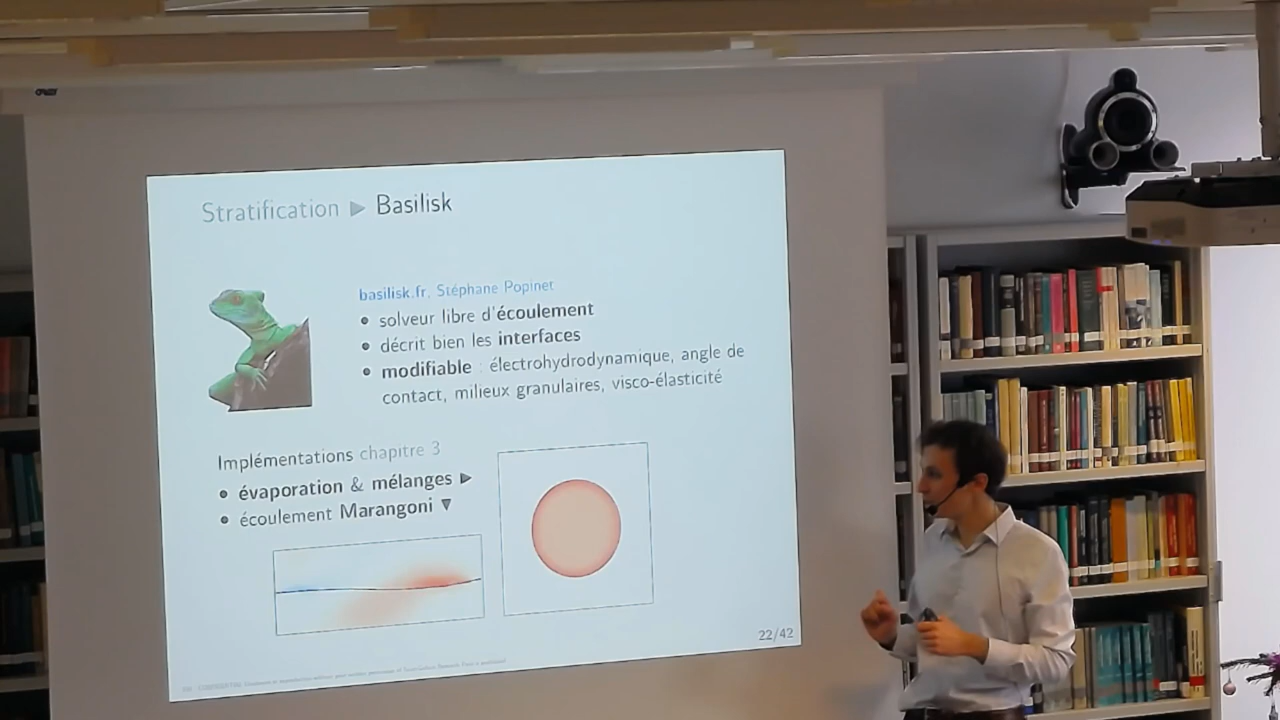 Stratification ▶ Basilisk
basilisk.fr, Stéphane Popinet
• solveur libre d'écoulement
• décrit bien les interfaces
• modifiable : électrohydrodynamique, angle de
contact, milieux granulaires, visco-élasticité
Implémentations chapitre 3
• évaporation & mélanges ▶
• écoulement Marangoni ▼
22/42